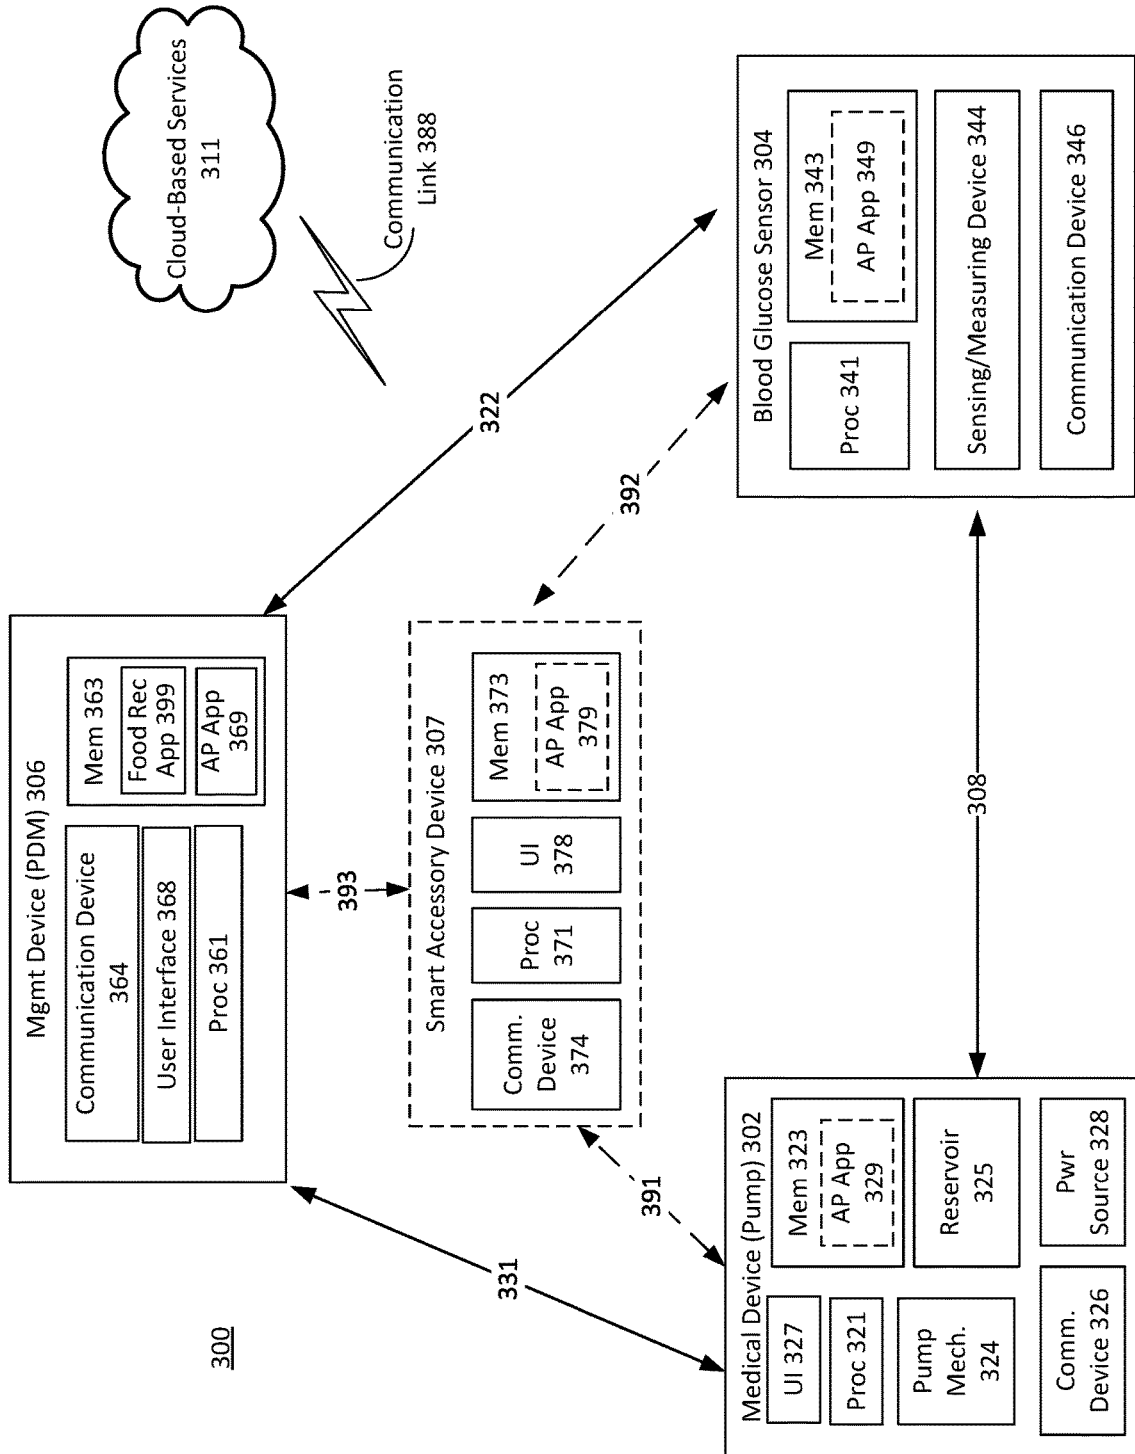 300
Mgmt Device (PDM) 306
Communication Device
364
User Interface 368
Proc 361
Mem 363
Food Rec
App 399
AP App
369
Cloud-Based Services
311
Communication
Link 388
331
393
322
Smart Accessory Device 307
Comm.
Device
374
Proc
371
UI
378
Mem 373
AP App
379
391
392
Medical Device (Pump) 302
UI 327
Proc 321
Pump
Mech.
324
Comm.
Device 326
Mem 323
AP App
329
Reservoir
325
Pwr
Source 328
308
Blood Glucose Sensor 304
Proc 341
Mem 343
AP App 349
Sensing/Measuring Device 344
Communication Device 346